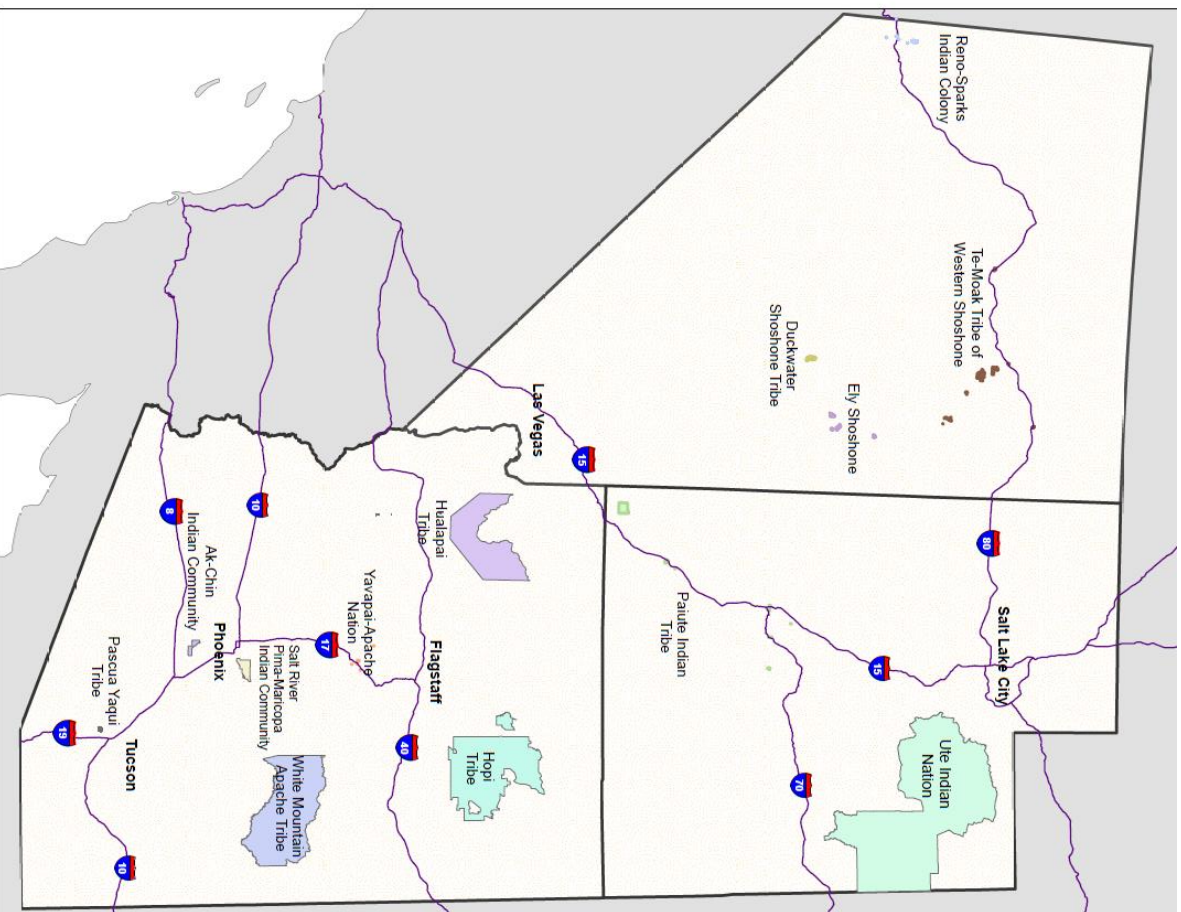 Reno-Sparks
Indian Colony
Te-Moak Tribe of
Western Shoshone
Duckwater
Shoshone Tribe
Ely Shoshone
Las Vegas
15
80
Salt Lake City
15
Ute Indian
Nation
70
Paiute Indian
Tribe
Hualapai
Tribe
Yavapai-Apache
Nation
Flagstaff
40
Hopi
Tribe
17
10
8
Ak-Chin
Indian Community
Phoenix
Salt River
Pima-Maricopa
Indian Community
White Mountain
Apache Tribe
Pascua Yaqui
Tribe
19
Tucson
10